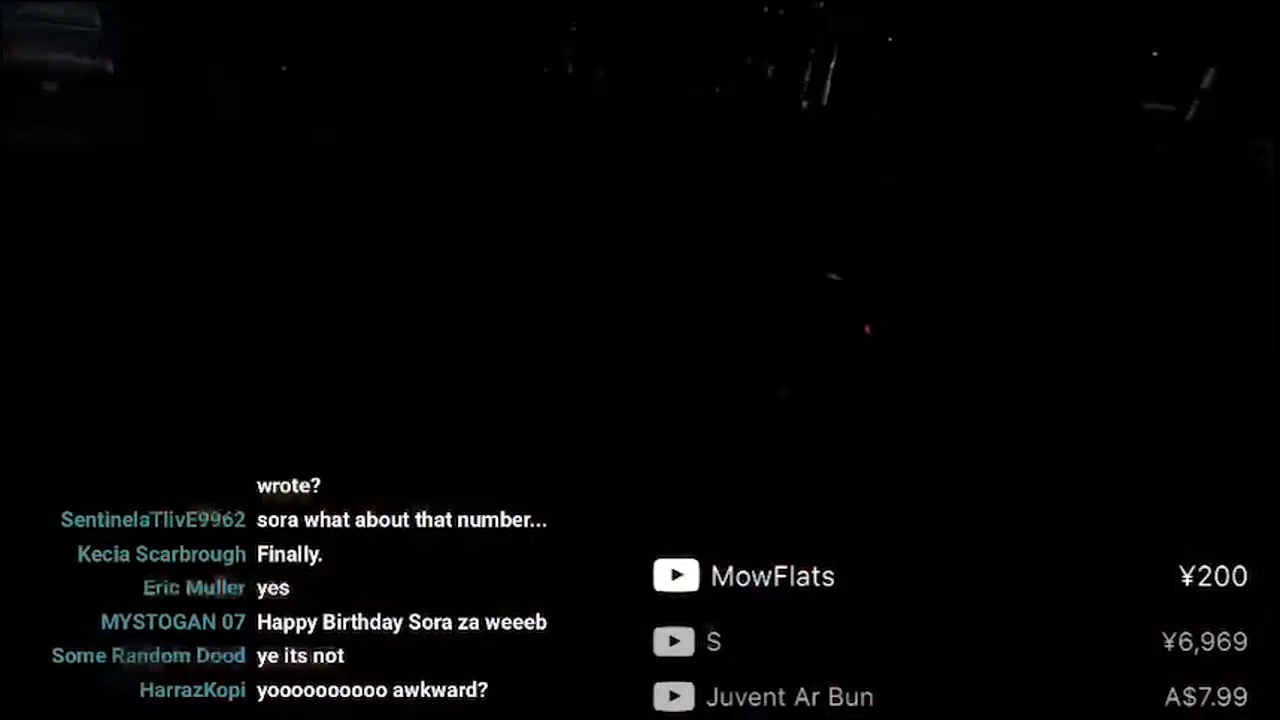 wrote?
SentinelaTlivE9962 sora what about that number...
Kecia Scarbrough Finally.
Eric Muller yes
MYSTOGAN 07 Happy Birthday Sora za weeeb
Some Random Dood ye its not
HarrazKopi yoooooooooo awkward?
MowFlats ¥200
S ¥6,969
Juvent Ar Bun A$7.99